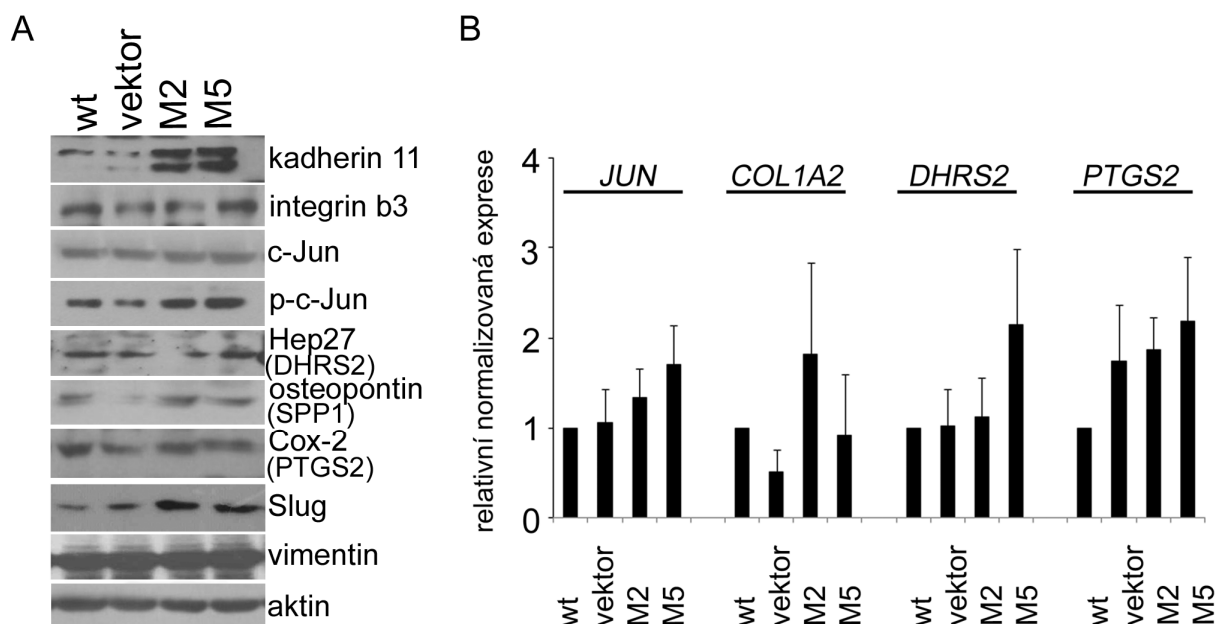 A
wt vektor M2 M5
kadherin 11
integrin b3
c-Jun
p-c-Jun
Hep27
(DHRS2)
osteopontin
(SPP1)
Cox-2
(PTGS2)
Slug
vimentin
aktin
B
relativní normalizovaná exprese
4
3
2
1
0
JUN COL1A2 DHRS2 PTGS2
wt vektor M2 M5 wt vektor M2 M5 wt vektor M2 M5 wt vektor M2 M5